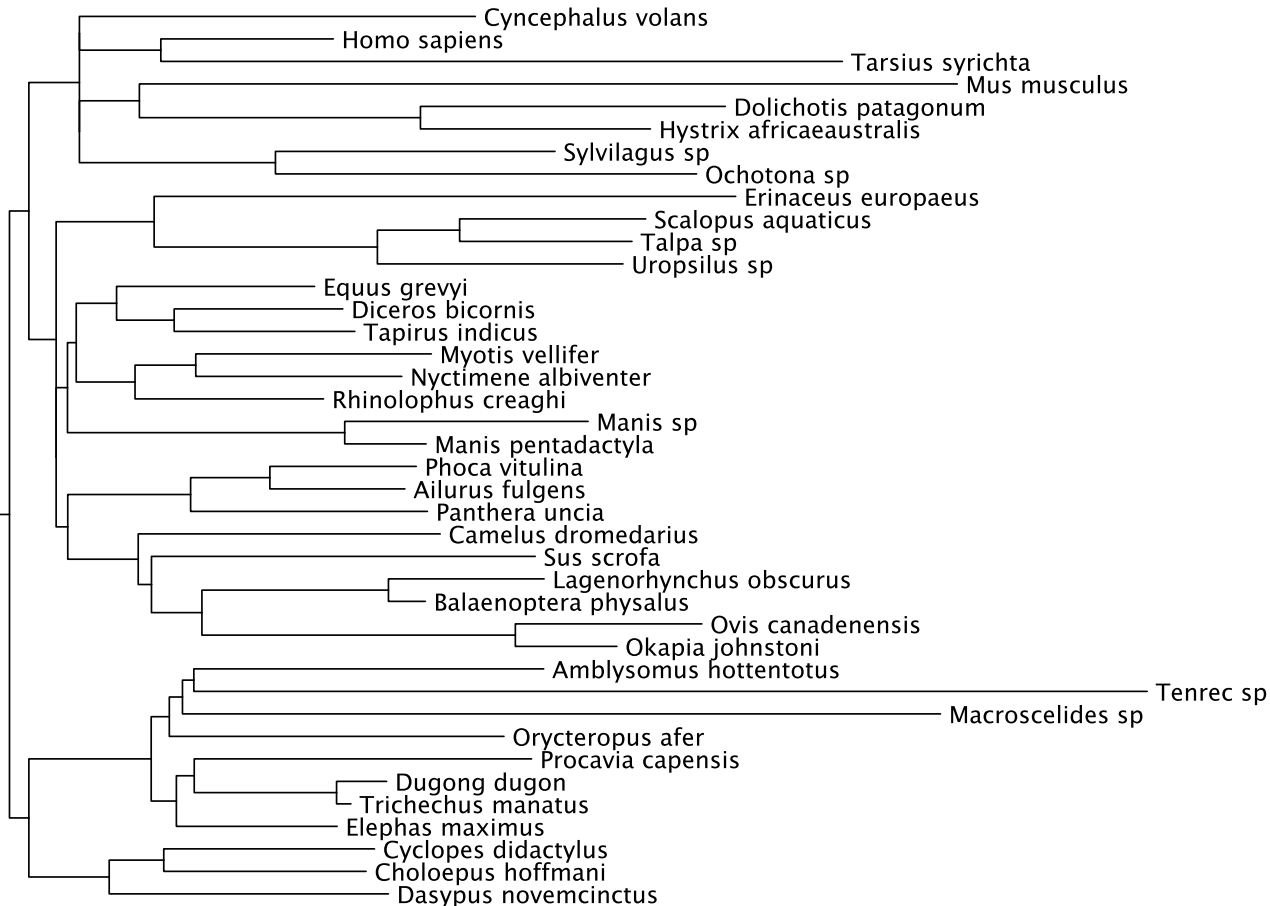 Cyncephalus volans
Homo sapiens
Tarsius syrichta
Mus musculus
Dolichotis patagonum
Hystrix africaeaustralis
Sylvilagus sp
Ochotona sp
Erinaceus europaeus
Scalopus aquaticus
Talpa sp
Uropsilus sp
Equus grevyi
Diceros bicornis
Tapirus indicus
Myotis vellifer
Nyctimene albiventer
Rhinolophus creaghi
Manis sp
Manis pentadactyla
Phoca vitulina
Ailurus fulgens
Panthera uncia
Camelus dromedarius
Sus scrofa
Lagenorhynchus obscurus
Balaenoptera physalus
Ovis canadenensis
Okapia johnstoni
Amblysomus hottentotus
Tenrec sp
Macroscelides sp
Orycteropus afer
Procavia capensis
Dugong dugon
Trichechus manatus
Elephas maximus
Cyclopes didactylus
Choloepus hoffmani
Dasypus novemcinctus